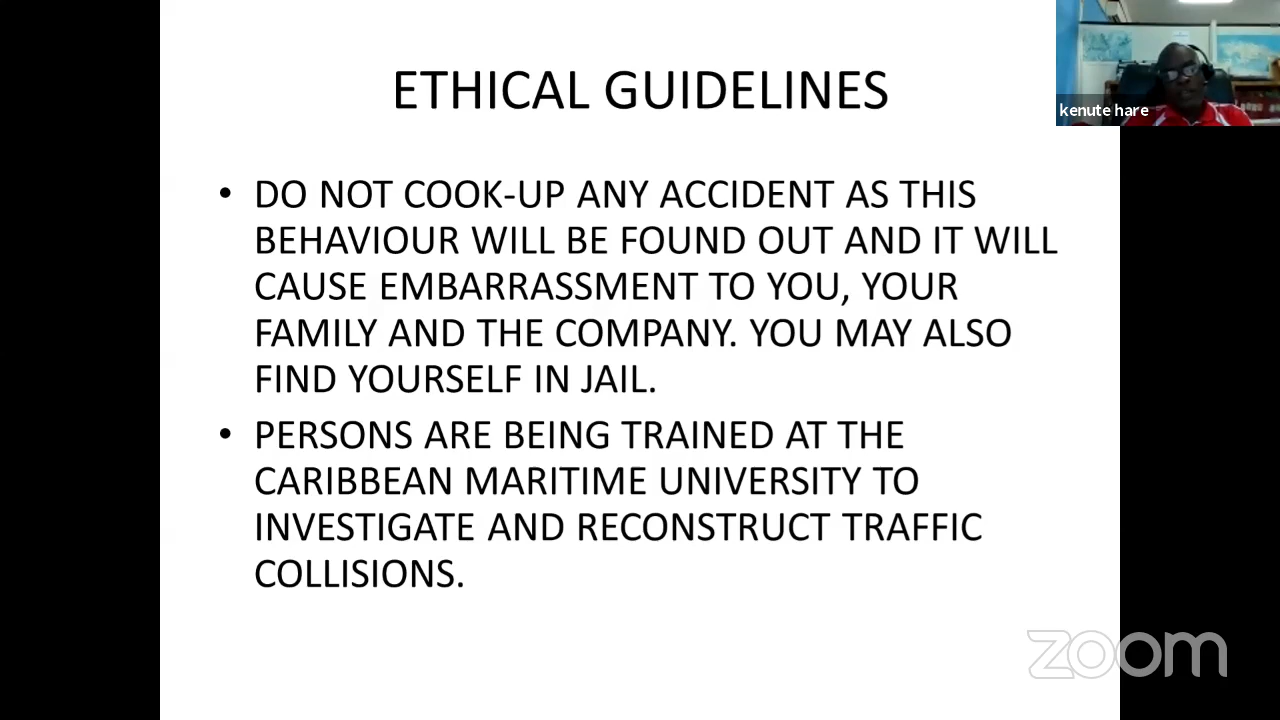 ETHICAL GUIDELINES
kenute hare
• DO NOT COOK-UP ANY ACCIDENT AS THIS
BEHAVIOUR WILL BE FOUND OUT AND IT WILL
CAUSE EMBARRASSMENT TO YOU, YOUR
FAMILY AND THE COMPANY. YOU MAY ALSO
FIND YOURSELF IN JAIL.
• PERSONS ARE BEING TRAINED AT THE
CARIBBEAN MARITIME UNIVERSITY TO
INVESTIGATE AND RECONSTRUCT TRAFFIC
COLLISIONS.
zoom